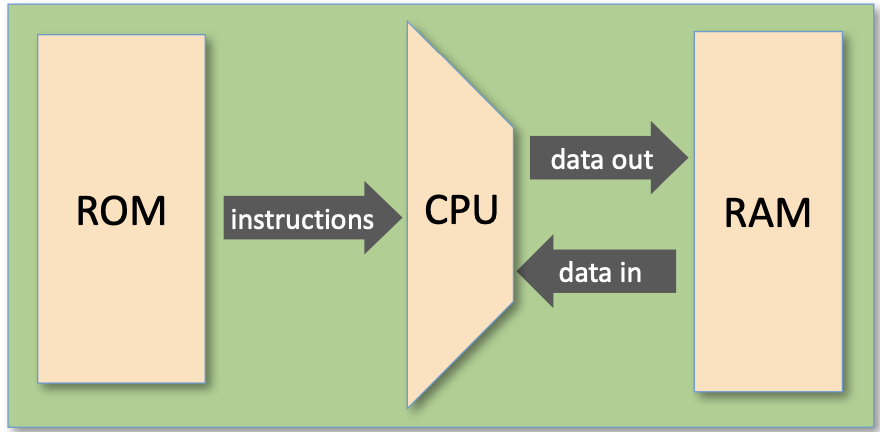 ROM
instructions
CPU
data out
data in
RAM